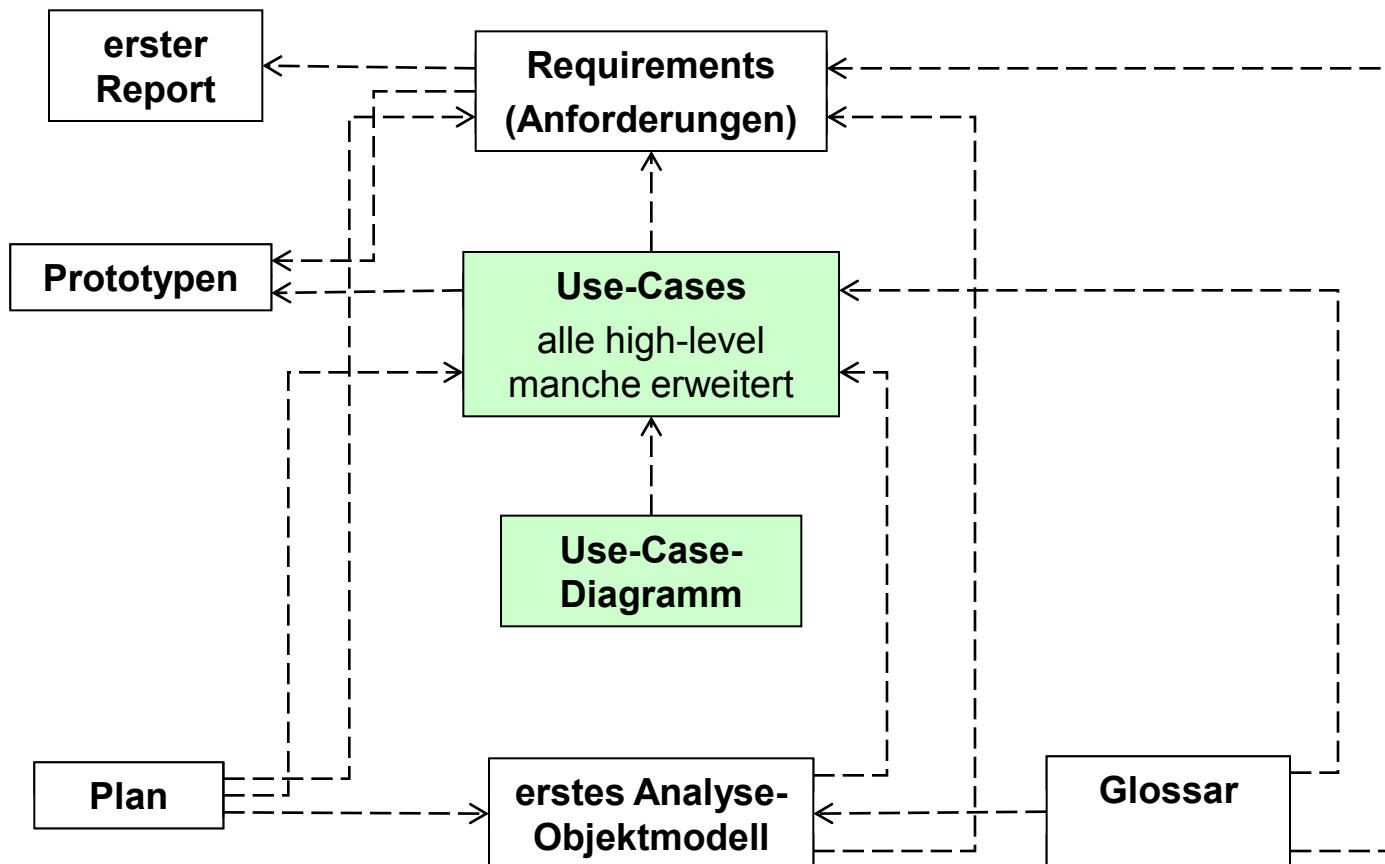 erster
Report
Requirements
(Anforderungen)
Prototypen
Use-Cases
alle high-level
manche erweitert
Use-Case-
Diagramm
Plan
erstes Analyse-
Objektmodell
Glossar